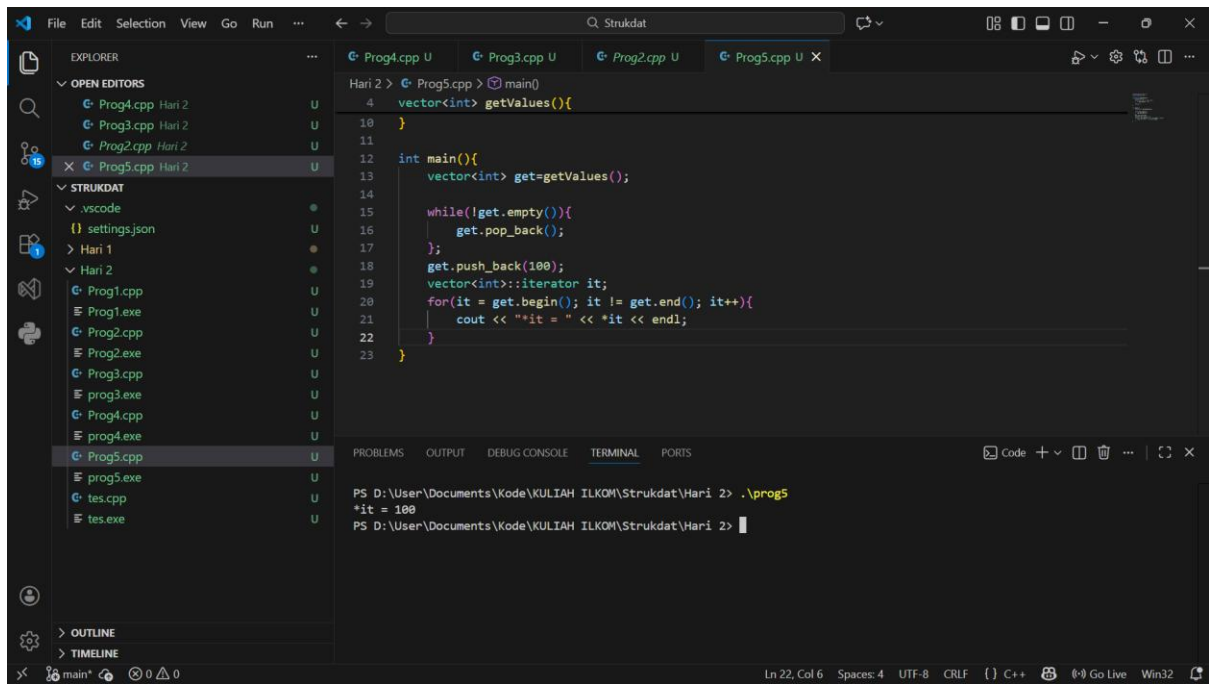 File Edit Selection View Go Run ··· Strukdat
EXPLORER ···
OPEN EDITORS
Prog4.cpp Hari 2 U
Prog3.cpp Hari 2 U
Prog2.cpp Hari 2 U
Prog5.cpp Hari 2 U
STRUKDAT
.vscode
{} settings.json U
Hari 1
Hari 2
Prog1.cpp U
Prog1.exe U
Prog2.cpp U
Prog2.exe U
Prog3.cpp U
prog3.exe U
Prog4.cpp U
prog4.exe U
Prog5.cpp U
prog5.exe U
tes.cpp U
tes.exe U
OUTLINE
TIMELINE
15
1
Prog4.cpp U Prog3.cpp U Prog2.cpp U Prog5.cpp U
Hari 2 > Prog5.cpp > main()
4 vector<int> getValues(){
10 }
11
12 int main(){
13 vector<int> get=getValues();
14
15 while(!get.empty()){
16 get.pop_back();
17 };
18 get.push_back(100);
19 vector<int>::iterator it;
20 for(it = get.begin(); it != get.end(); it++){
21 cout << "*it = " << *it << endl;
22 }
23 }
PROBLEMS OUTPUT DEBUG CONSOLE TERMINAL PORTS Code
PS D:\User\Documents\Kode\KULIAH ILKOM\Strukdat\Hari 2> .\prog5
*it = 100
PS D:\User\Documents\Kode\KULIAH ILKOM\Strukdat\Hari 2>
main* 0 0 Ln 22, Col 6 Spaces: 4 UTF-8 CRLF {} C++ Go Live Win32